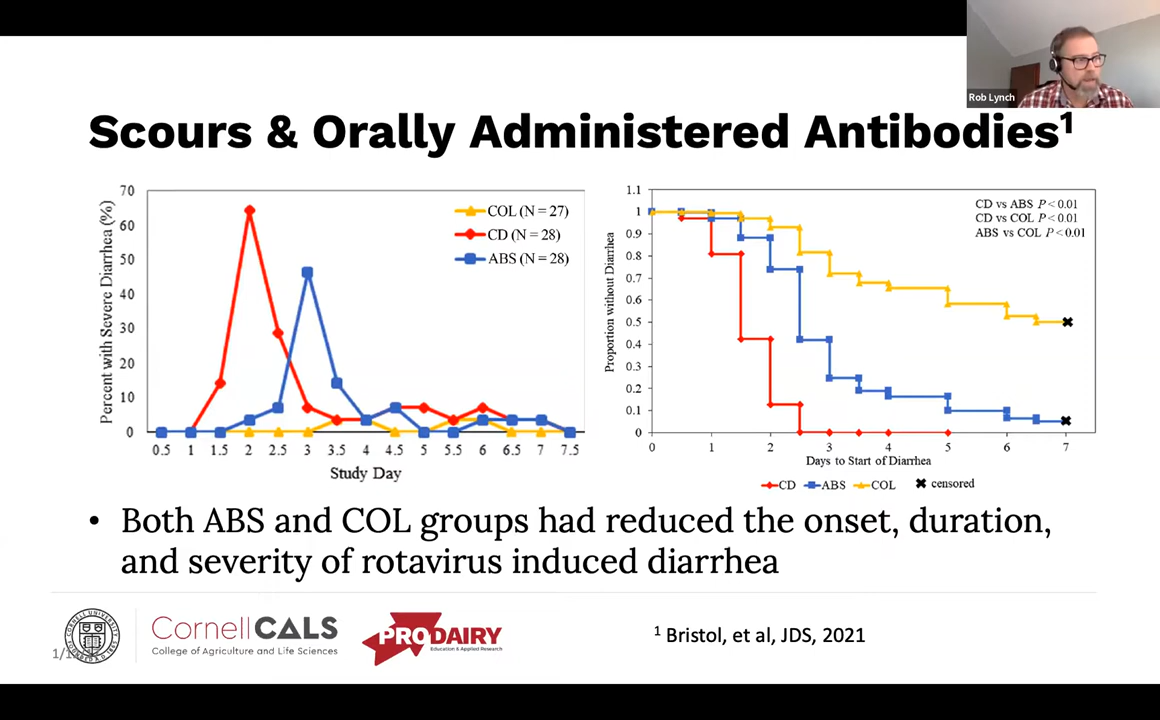 Rob Lynch
Scours & Orally Administered Antibodies¹
Percent with Severe Diarrhea (%)
70
60
50
40
30
20
10
0
COL (N = 27)
CD (N = 28)
ABS (N = 28)
0.5 1 1.5 2 2.5 3 3.5 4 4.5 5 5.5 6 6.5 7 7.5
Study Day
Proportion without Diarrhea
1.1
1
0.9
0.8
0.7
0.6
0.5
0.4
0.3
0.2
0.1
0
CD vs ABS P < 0.01
CD vs COL P < 0.01
ABS vs COL P < 0.01
0 1 2 3 4 5 6 7
Days to Start of Diarrhea
CD ABS COL censored
• Both ABS and COL groups had reduced the onset, duration,
and severity of rotavirus induced diarrhea
CornellCALS
College of Agriculture and Life Sciences
PRODAIRY
Education & Applied Research
¹ Bristol, et al, JDS, 2021